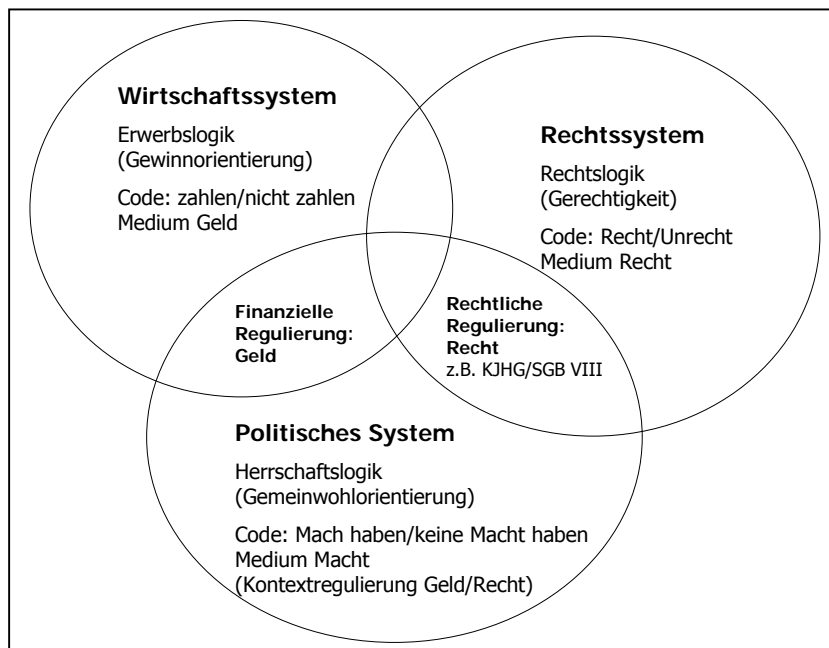 Wirtschaftssystem
Erwerbslogik
(Gewinnorientierung)
Code: zahlen/nicht zahlen
Medium Geld
Rechtssystem
Rechtslogik
(Gerechtigkeit)
Code: Recht/Unrecht
Medium Recht
Finanzielle
Regulierung:
Geld
Rechtliche
Regulierung:
Recht
z.B. KJHG/SGB VIII
Politisches System
Herrschaftslogik
(Gemeinwohlorientierung)
Code: Mach haben/keine Macht haben
Medium Macht
(Kontextregulierung Geld/Recht)